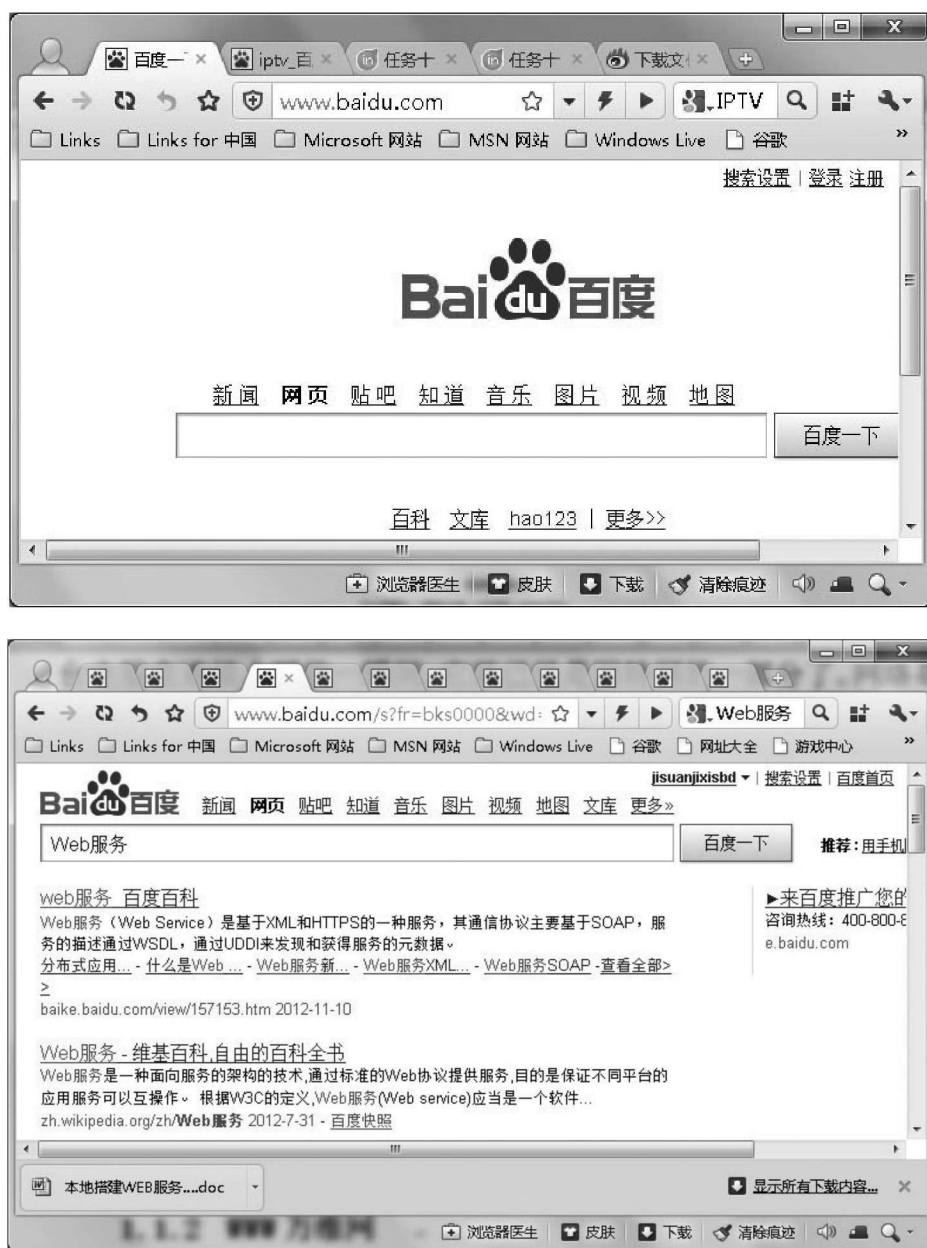 百度一 iptv_百 任务十 任务十 下载文
www.baidu.com IPTV
Links Links for 中国 Microsoft 网站 MSN 网站 Windows Live 谷歌 »
搜索设置 | 登录 注册
Bai du 百度
新闻 网页 贴吧 知道 音乐 图片 视频 地图
百度一下
百科 文库 hao123 | 更多>>
浏览器医生 皮肤 下载 清除痕迹
www.baidu.com/s?fr=bks0000&wd= Web服务
Links Links for 中国 Microsoft 网站 MSN 网站 Windows Live 谷歌 网址大全 游戏中心 »
jisuanjixisbd | 搜索设置 | 百度首页
Bai du 百度 新闻 网页 贴吧 知道 音乐 图片 视频 地图 文库 更多»
Web服务 百度一下 推荐:用手机
web服务_百度百科
Web服务(Web Service)是基于XML和HTTPS的一种服务,其通信协议主要基于SOAP,服
务的描述通过WSDL,通过UDDI来发现和获得服务的元数据。
分布式应用... - 什么是Web ... - Web服务新... - Web服务XML... - Web服务SOAP -查看全部>
>
baike.baidu.com/view/157153.htm 2012-11-10
►来百度推广您的
咨询热线:400-800-8
e.baidu.com
Web服务 - 维基百科,自由的百科全书
Web服务是一种面向服务的架构的技术,通过标准的Web协议提供服务,目的是保证不同平台的
应用服务可以互操作。 根据W3C的定义,Web服务(Web service)应当是一个软件...
zh.wikipedia.org/zh/Web服务 2012-7-31 - 百度快照
本地搭建WEB服务....doc 显示所有下载内容...
1.1.2 WWW 万维网 浏览器医生 皮肤 下载 清除痕迹